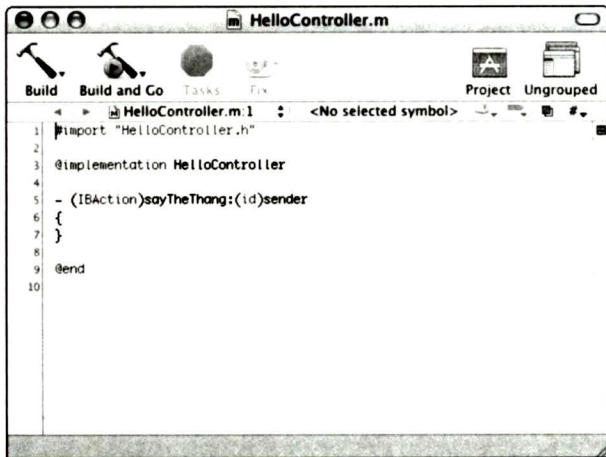 HelloController.m
Build
Build and Go
Tasks
Fix
Project
Ungrouped
HelloController.m:1
<No selected symbol>
#
1 #import "HelloController.h"
2
3 @implementation HelloController
4
5 - (IBAction)sayTheThang:(id)sender
6 {
7 }
8
9 @end
10